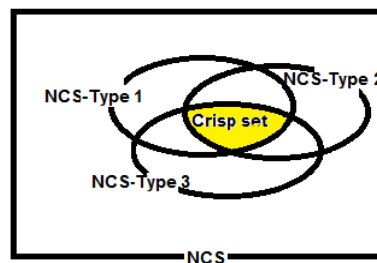 NCS-Type 2
NCS-Type 1
Crisp set
NCS-Type 3
NCS